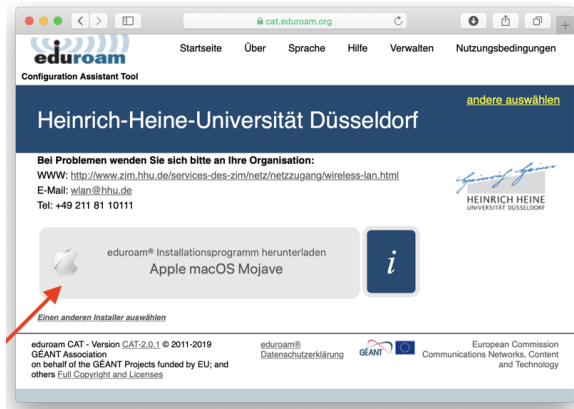 cat.eduroam.org
eduroam
Configuration Assistant Tool
Startseite Über Sprache Hilfe Verwalten Nutzungsbedingungen
andere auswählen
Heinrich-Heine-Universität Düsseldorf
Bei Problemen wenden Sie sich bitte an Ihre Organisation:
WWW: http://www.zim.hhu.de/services-des-zim/netz/netzzugang/wireless-lan.html
E-Mail: wlan@hhu.de
Tel: +49 211 81 10111
HEINRICH HEINE
UNIVERSITÄT DÜSSELDORF
eduroam® Installationsprogramm herunterladen
Apple macOS Mojave
i
Einen anderen Installer auswählen
eduroam CAT - Version CAT-2.0.1 © 2011-2019
GÉANT Association
on behalf of the GÉANT Projects funded by EU; and
others Full Copyright and Licenses
eduroam®
Datenschutzerklärung
GÉANT
European Commission
Communications Networks, Content
and Technology